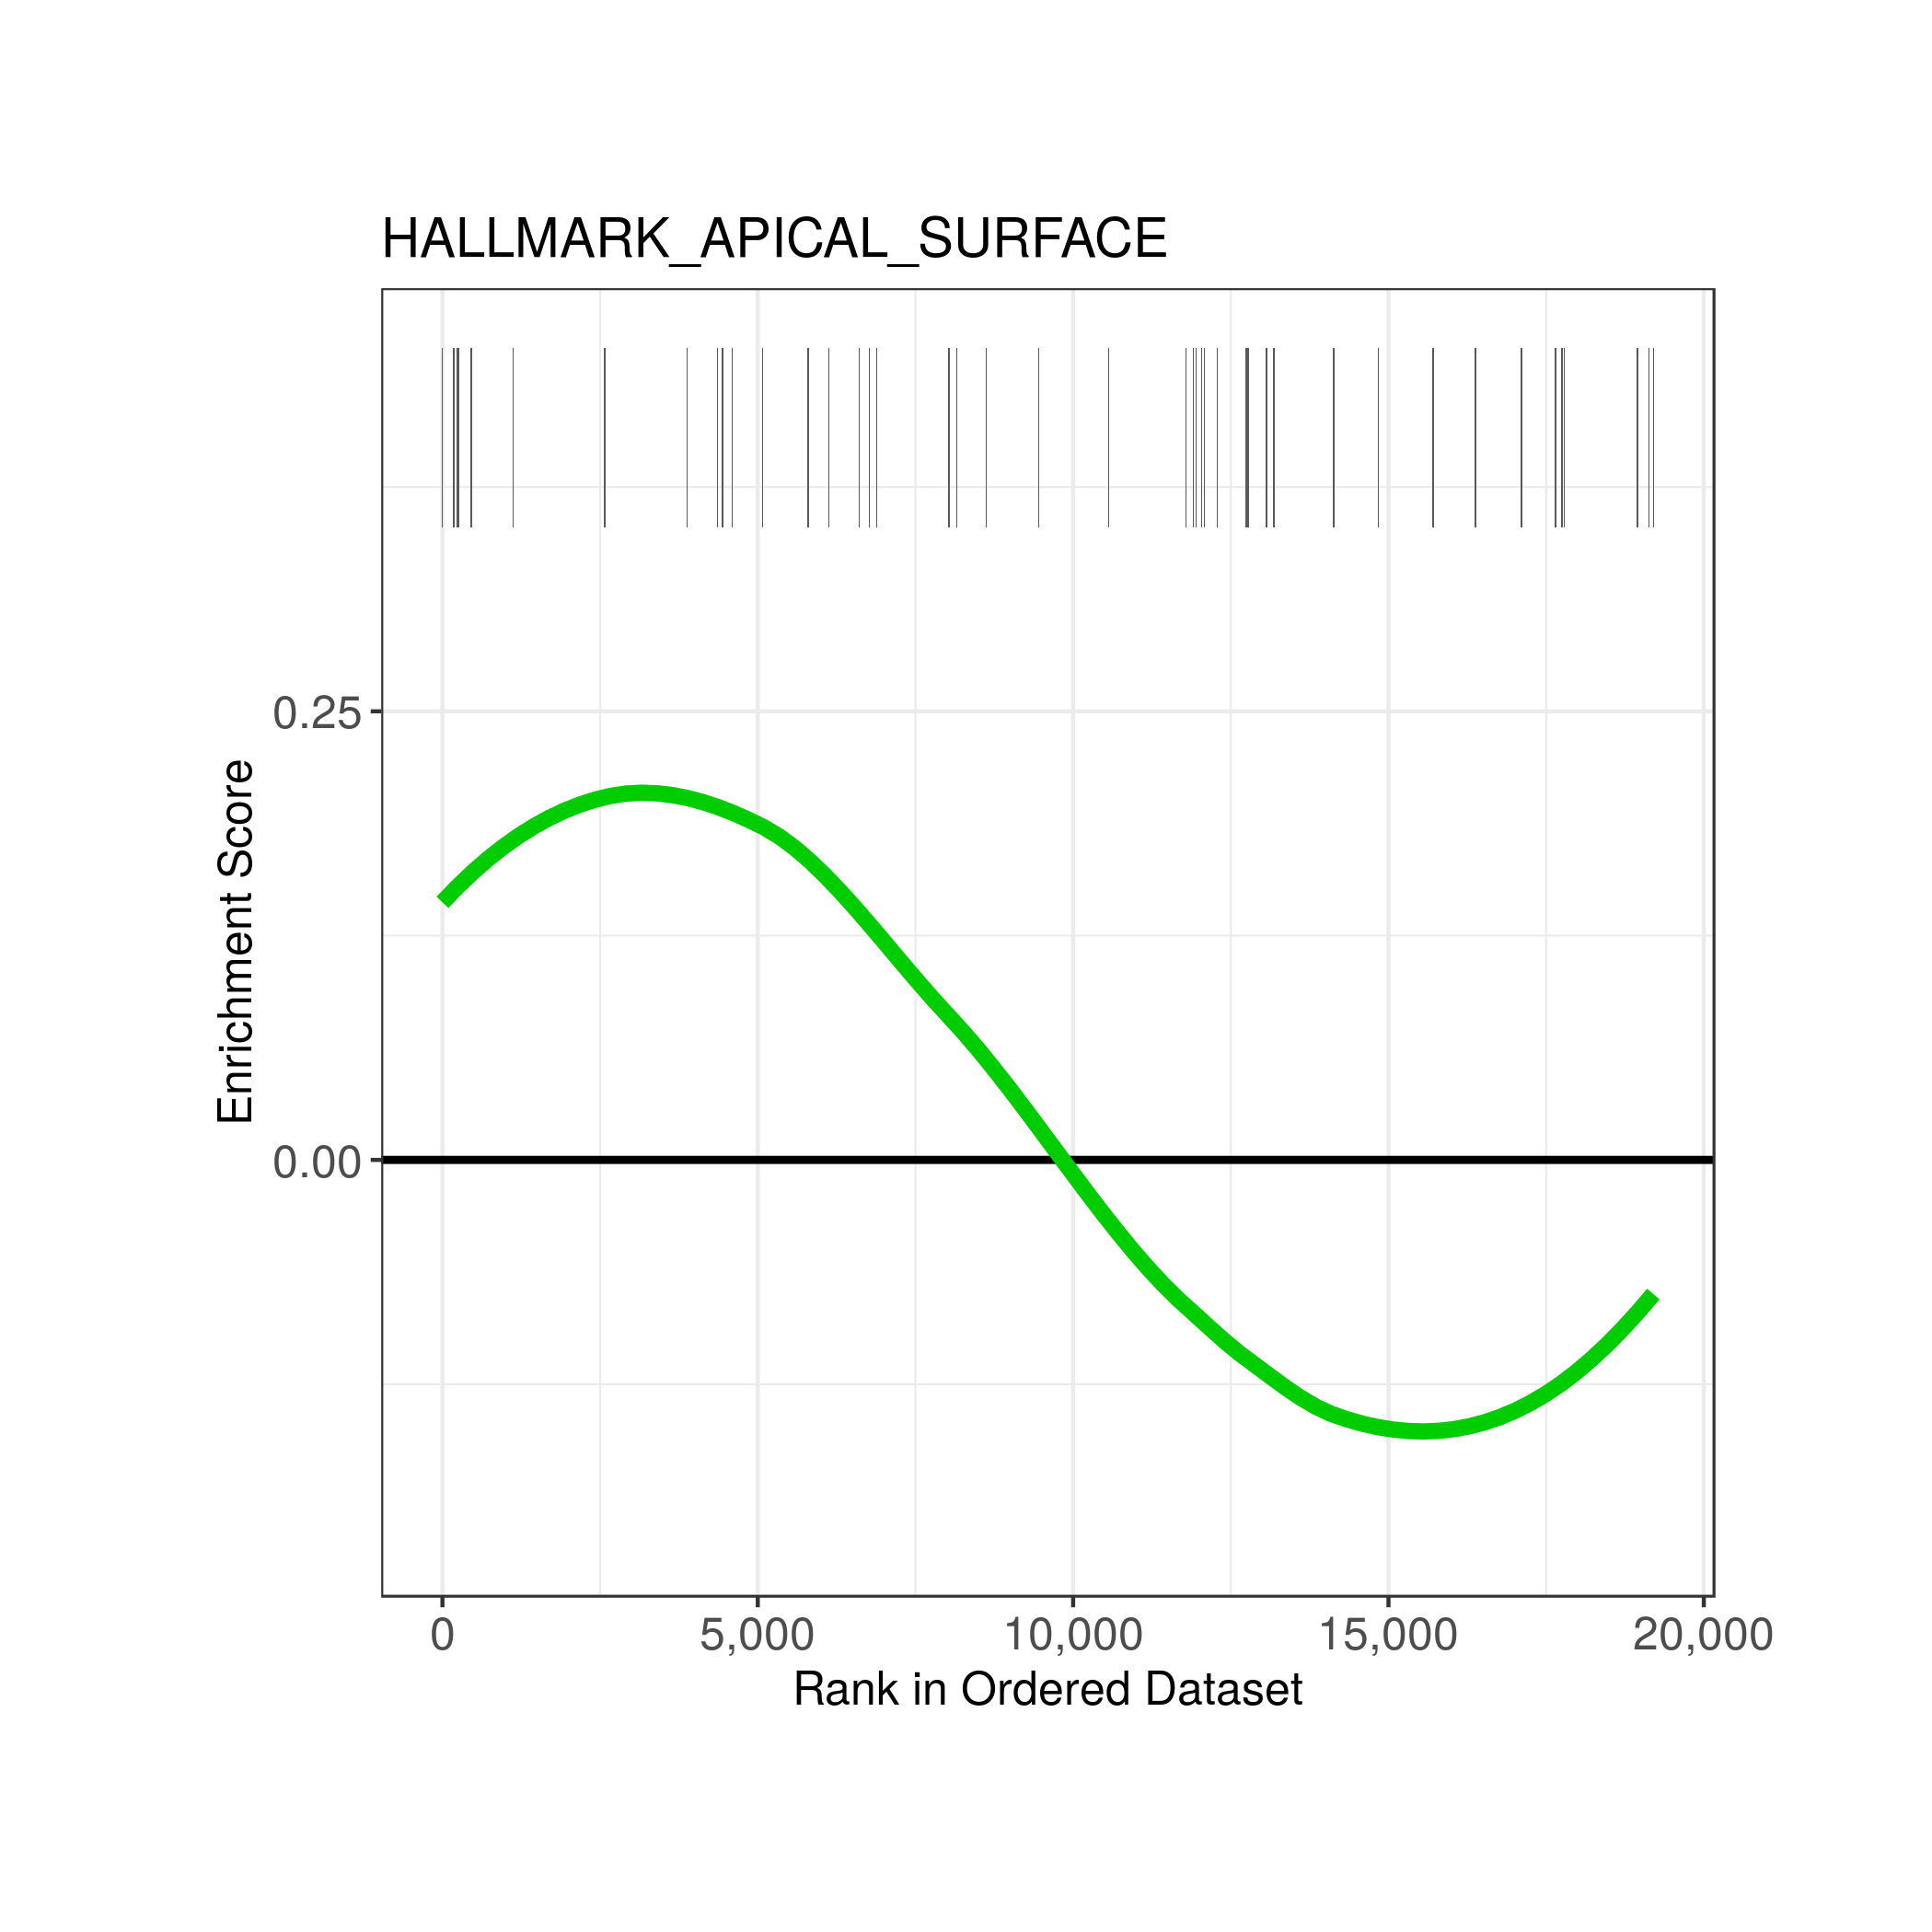 HALLMARK_APICAL_SURFACE
0.25
0.00
Enrichment Score
0 5,000 10,000 15,000 20,000
Rank in Ordered Dataset